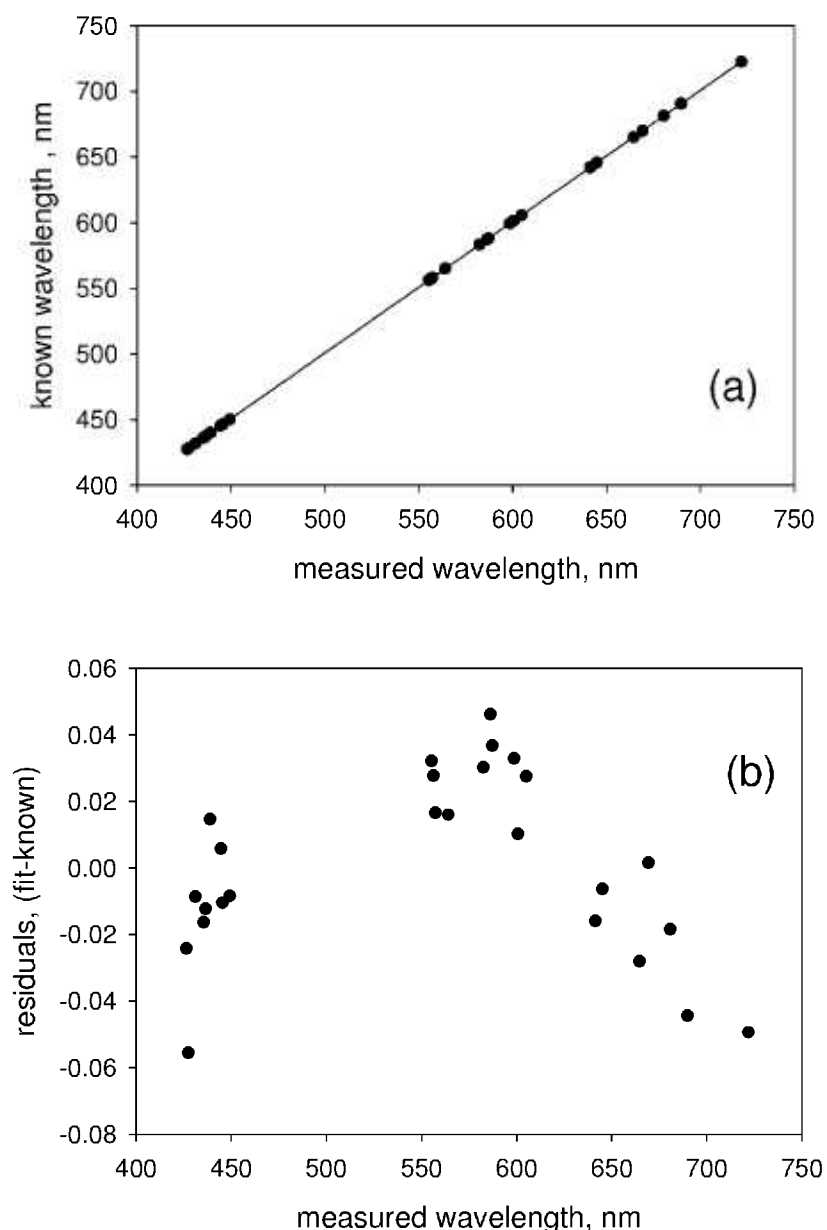 750
700
650
600
550
500
450
400
known wavelength , nm
(a)
400 450 500 550 600 650 700 750
measured wavelength, nm
0.06
0.04
0.02
0.00
-0.02
-0.04
-0.06
-0.08
residuals, (fit-known)
(b)
400 450 500 550 600 650 700 750
measured wavelength, nm